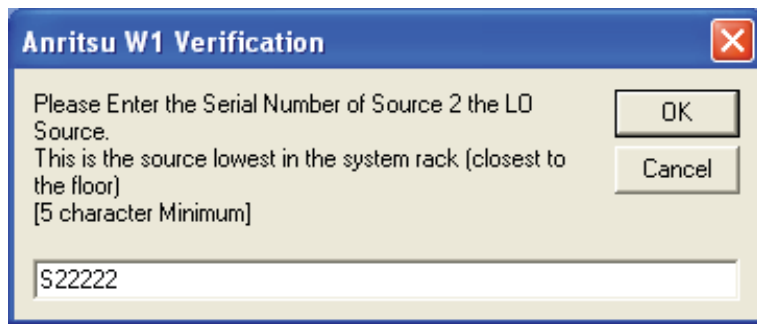 Anritsu W1 Verification
Please Enter the Serial Number of Source 2 the LO
Source.
This is the source lowest in the system rack (closest to
the floor)
[5 character Minimum]
OK
Cancel
S22222